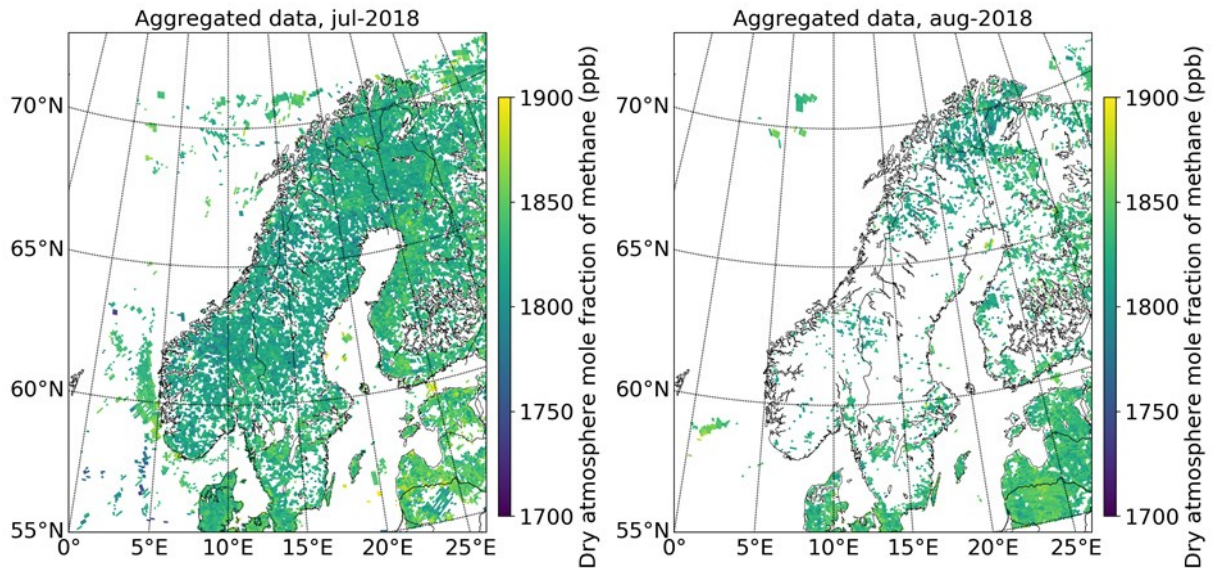 Aggregated data, jul-2018
70°N
65°N
60°N
55°N
0°
5°E
10°E
15°E
20°E
25°E
1900
1850
1800
1750
1700
Dry atmosphere mole fraction of methane (ppb)
Aggregated data, aug-2018
70°N
65°N
60°N
55°N
0°
5°E
10°E
15°E
20°E
25°E
1900
1850
1800
1750
1700
Dry atmosphere mole fraction of methane (ppb)